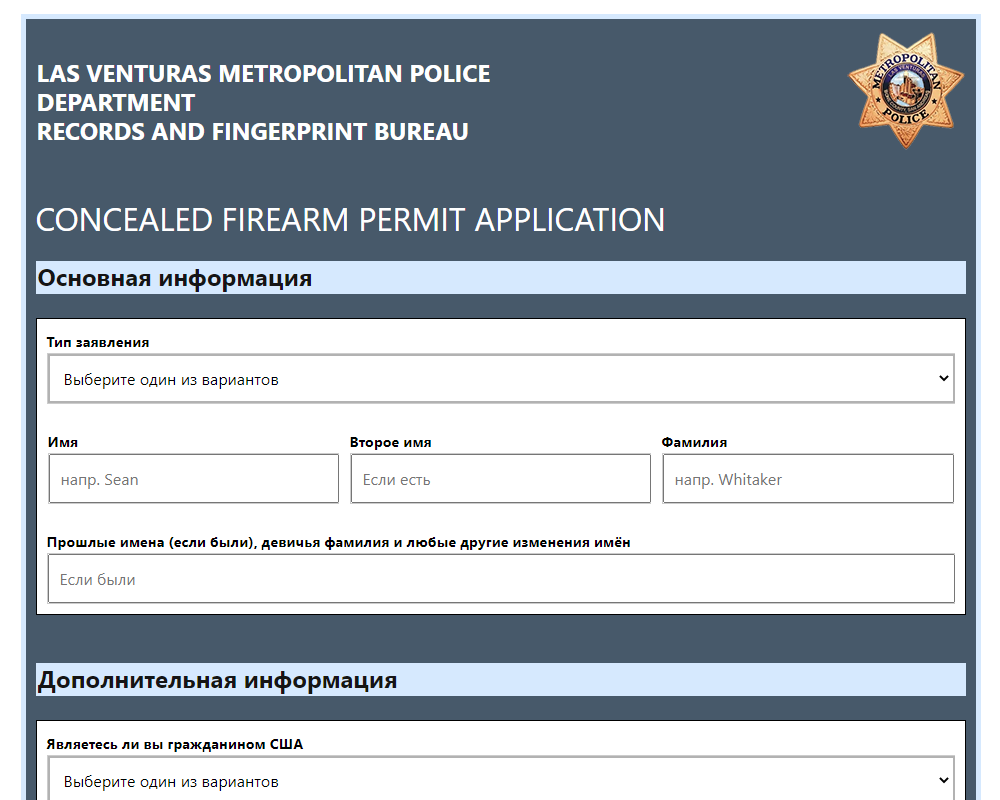 LAS VENTURAS METROPOLITAN POLICE
DEPARTMENT
RECORDS AND FINGERPRINT BUREAU
METROPOLITAN
LAS VENTURAS
POLICE
CONCEALED FIREARM PERMIT APPLICATION
Основная информация
Тип заявления
Выберите один из вариантов
Имя
Второе имя
Фамилия
напр. Sean
Если есть
напр. Whitaker
Прошлые имена (если были), девичья фамилия и любые другие изменения имён
Если были
Дополнительная информация
Являетесь ли вы гражданином США
Выберите один из вариантов